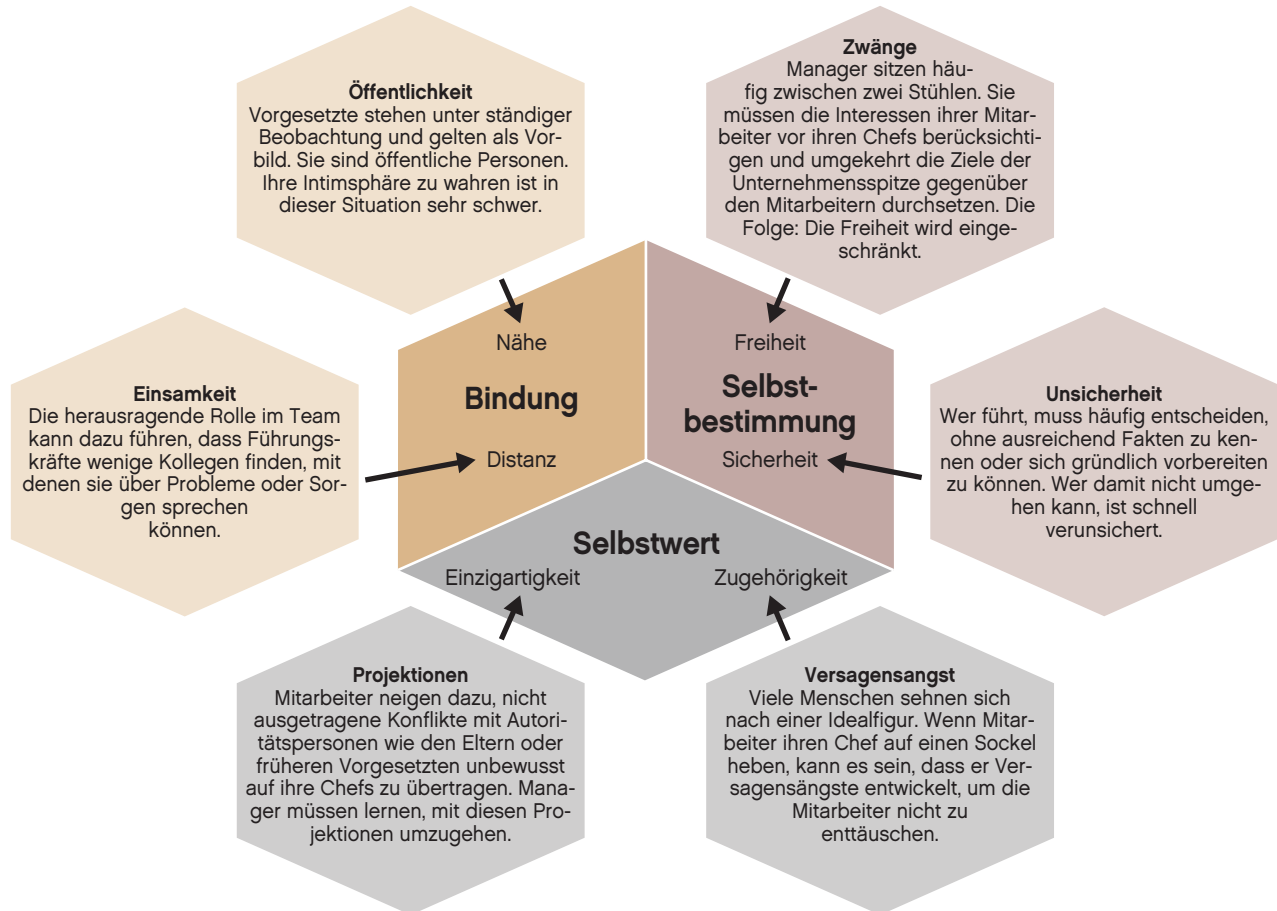 Öffentlichkeit
Vorgesetzte stehen unter ständiger
Beobachtung und gelten als Vor-
bild. Sie sind öffentliche Personen.
Ihre Intimsphäre zu wahren ist in
dieser Situation sehr schwer.
Zwänge
Manager sitzen häu-
fig zwischen zwei Stühlen. Sie
müssen die Interessen ihrer Mitar-
beiter vor ihren Chefs berücksichti-
gen und umgekehrt die Ziele der
Unternehmensspitze gegenüber
den Mitarbeitern durchsetzen. Die
Folge: Die Freiheit wird einge-
schränkt.
Einsamkeit
Die herausragende Rolle im Team
kann dazu führen, dass Führungs-
kräfte wenige Kollegen finden, mit
denen sie über Probleme oder Sor-
gen sprechen
können.
Nähe
Bindung
Distanz
Freiheit
Selbst-
bestimmung
Sicherheit
Unsicherheit
Wer führt, muss häufig entscheiden,
ohne ausreichend Fakten zu ken-
nen oder sich gründlich vorbereiten
zu können. Wer damit nicht umge-
hen kann, ist schnell
verunsichert.
Selbstwert
Einzigartigkeit
Zugehörigkeit
Projektionen
Mitarbeiter neigen dazu, nicht
ausgetragene Konflikte mit Autori-
tätspersonen wie den Eltern oder
früheren Vorgesetzten unbewusst
auf ihre Chefs zu übertragen. Mana-
ger müssen lernen, mit diesen Pro-
jektionen umzugehen.
Versagensangst
Viele Menschen sehnen sich
nach einer Idealfigur. Wenn Mitar-
beiter ihren Chef auf einen Sockel
heben, kann es sein, dass er Ver-
sagensängste entwickelt, um die
Mitarbeiter nicht zu
enttäuschen.